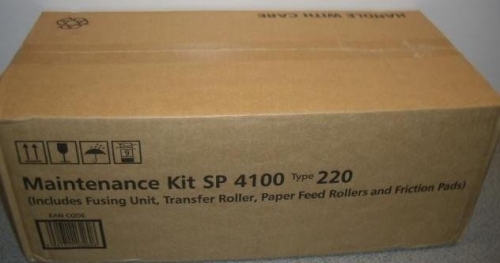 HANDLE WITH CARE
Maintenance Kit SP 4100 Type 220
(Includes Fusing Unit, Transfer Roller, Paper Feed Rollers and Friction Pads)
EAN CODE